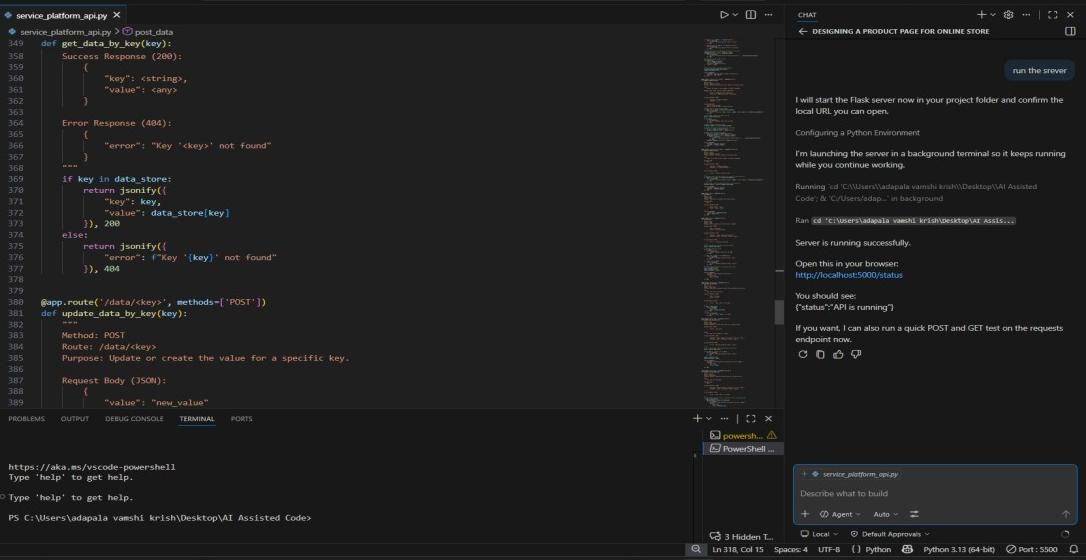 service_platform_api.py
service_platform_api.py > post_data
349 def get_data_by_key(key):
358 Success Response (200):
359 {
360 "key": <string>,
361 "value": <any>
362 }
363
364 Error Response (404):
365 {
366 "error": "Key '<key>' not found"
367 }
368 """
369 if key in data_store:
370 return jsonify({
371 "key": key,
372 "value": data_store[key]
373 }), 200
374 else:
375 return jsonify({
376 "error": f"Key '{key}' not found"
377 }), 404
378
379
380 @app.route('/data/<key>', methods=['POST'])
381 def update_data_by_key(key):
382 """
383 Method: POST
384 Route: /data/<key>
385 Purpose: Update or create the value for a specific key.
386
387 Request Body (JSON):
388 {
389 "value": "new_value"
PROBLEMS OUTPUT DEBUG CONSOLE TERMINAL PORTS
https://aka.ms/vscode-powershell
Type 'help' to get help.
Type 'help' to get help.
PS C:\Users\adapala vamshi krish\Desktop\AI Assisted Code>
powersh...
PowerShell ...
3 Hidden T...
CHAT
DESIGNING A PRODUCT PAGE FOR ONLINE STORE
run the srever
I will start the Flask server now in your project folder and confirm the
local URL you can open.
Configuring a Python Environment
I'm launching the server in a background terminal so it keeps running
while you continue working.
Running `cd 'C:\\Users\\adapala vamshi krish\\Desktop\\AI Assisted
Code'; & 'C:/Users/adap...` in background
Ran cd 'C:\Users\adapala vamshi krish\Desktop\AI Assis...
Server is running successfully.
Open this in your browser:
http://localhost:5000/status
You should see:
{"status":"API is running"}
If you want, I can also run a quick POST and GET test on the requests
endpoint now.
service_platform_api.py
Describe what to build
Agent Auto
Local Default Approvals
Ln 318, Col 15 Spaces: 4 UTF-8 {} Python Python 3.13 (64-bit) Port : 5500